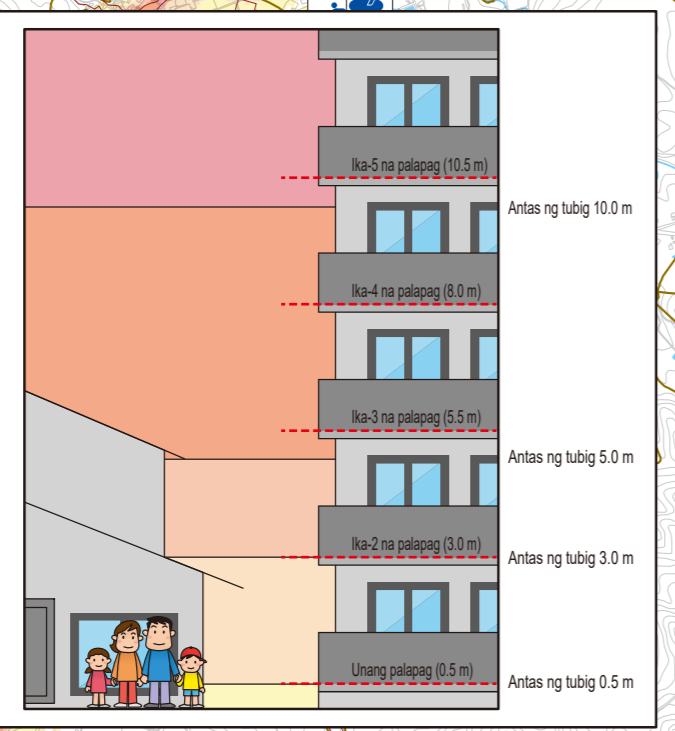 Ika-5 na palapag (10.5 m)
Antas ng tubig 10.0 m
Ika-4 na palapag (8.0 m)
Ika-3 na palapag (5.5 m)
Antas ng tubig 5.0 m
Ika-2 na palapag (3.0 m)
Antas ng tubig 3.0 m
Unang palapag (0.5 m)
Antas ng tubig 0.5 m